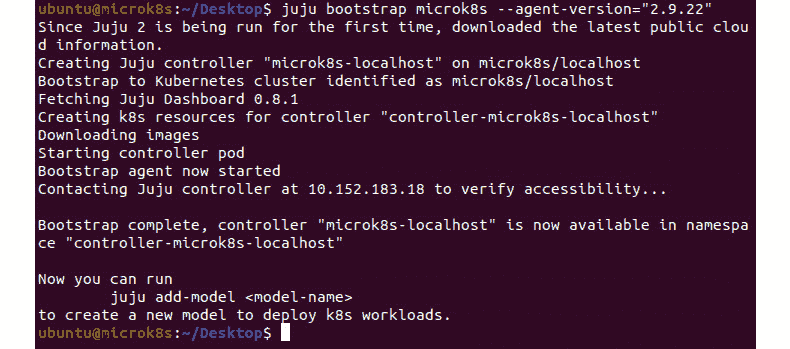 ubuntu@microk8s:~/Desktop$ juju bootstrap microk8s --agent-version="2.9.22"
Since Juju 2 is being run for the first time, downloaded the latest public clou
d information.
Creating Juju controller "microk8s-localhost" on microk8s/localhost
Bootstrap to Kubernetes cluster identified as microk8s/localhost
Fetching Juju Dashboard 0.8.1
Creating k8s resources for controller "controller-microk8s-localhost"
Downloading images
Starting controller pod
Bootstrap agent now started
Contacting Juju controller at 10.152.183.18 to verify accessibility...
Bootstrap complete, controller "microk8s-localhost" is now available in namespa
ce "controller-microk8s-localhost"
Now you can run
juju add-model <model-name>
to create a new model to deploy k8s workloads.
ubuntu@microk8s:~/Desktop$